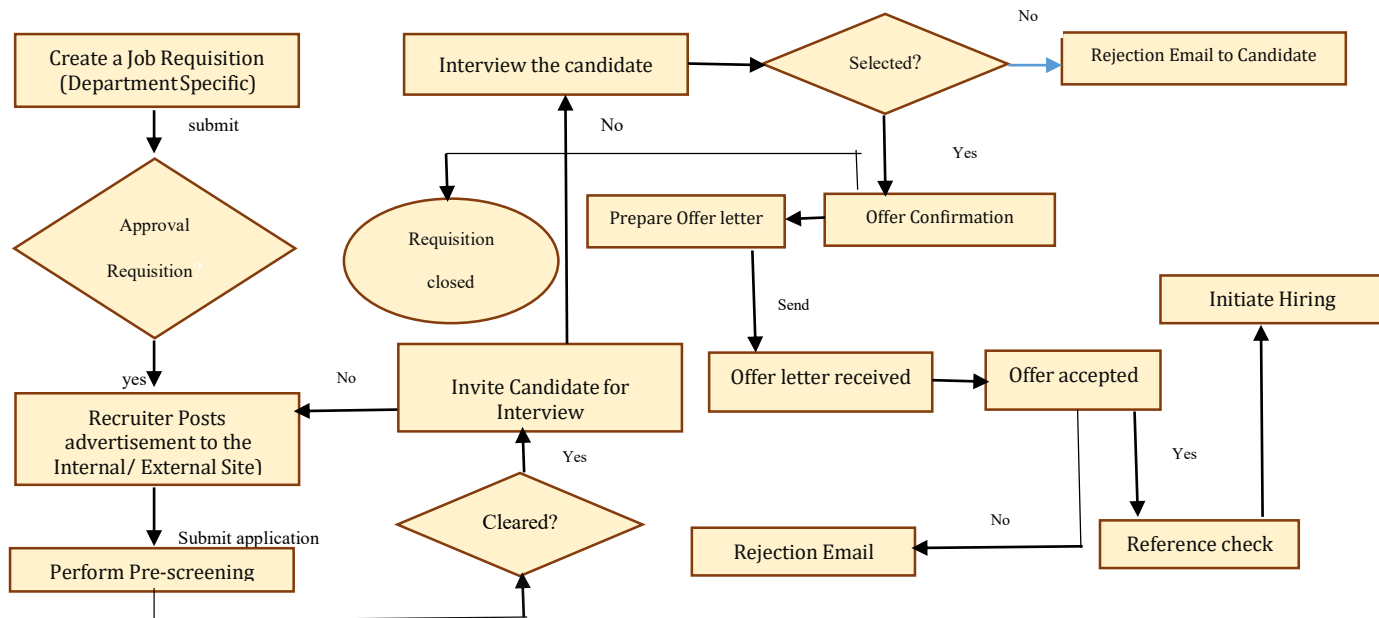 Create a Job Requisition
(Department Specific)
submit
Approval
Requisition?
yes
Recruiter Posts
advertisement to the
Internal/ External Site)
Submit application
Perform Pre-screening
Interview the candidate
No
Selected?
No
Rejection Email to Candidate
Yes
Offer Confirmation
Prepare Offer letter
Requisition
closed
Send
Invite Candidate for
Interview
No
Yes
Cleared?
Offer letter received
Offer accepted
Initiate Hiring
Yes
No
Rejection Email
Reference check